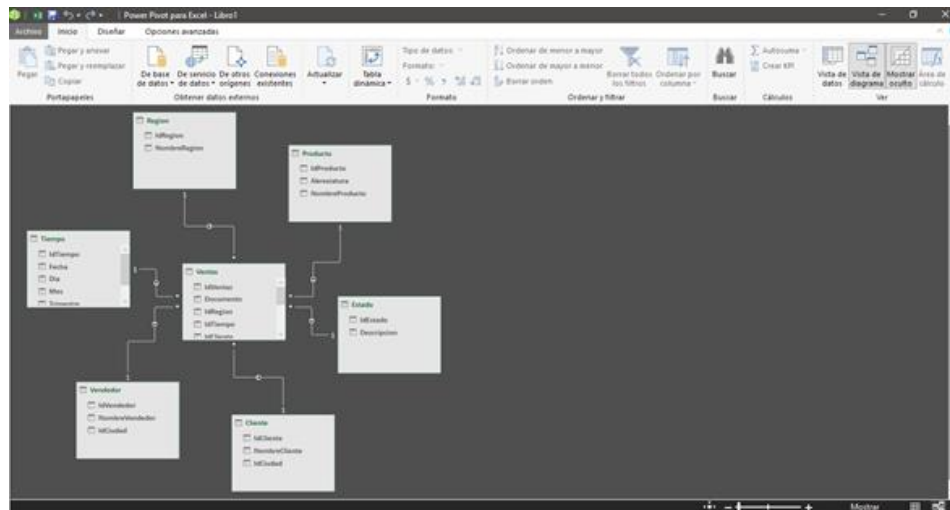 Power Pivot para Excel - Libro1
Archivo Inicio Diseñar Opciones avanzadas
Pegar
Pegar y anexar
Pegar y reemplazar
Copiar
Portapapeles
De base de datos
De servicio de datos
De otros orígenes
Conexiones existentes
Obtener datos externos
Actualizar
Tabla dinámica
Tipo de datos:
Formato:
$ % ,
Formato
Ordenar de menor a mayor
Ordenar de mayor a menor
Borrar orden
Borrar todos los filtros
Ordenar por columna
Ordenar y filtrar
Buscar
Buscar
Autosuma
Crear KPI
Cálculos
Vista de datos
Vista de diagrama
Mostrar oculto
Área de cálculo
Ver
Region
IdRegion
NombreRegion
Producto
IdProducto
Abreviatura
NombreProducto
Tiempo
IdTiempo
Fecha
Dia
Mes
Trimestre
Ventas
IdVentas
Documento
IdRegion
IdTiempo
IdCliente
Estado
IdEstado
Descripcion
Vendedor
IdVendedor
NombreVendedor
IdCiudad
Cliente
IdCliente
NombreCliente
IdCiudad
Mostrar